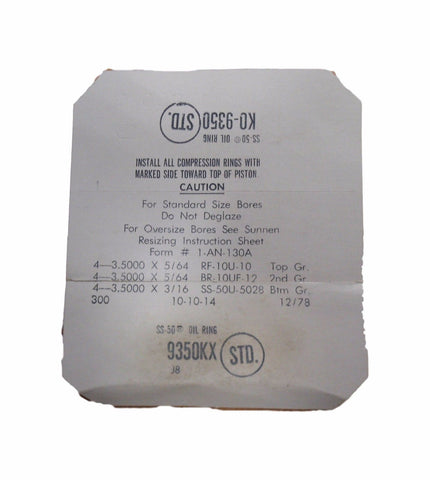 KO-9350 STD.
SS-50 ® OIL RING
INSTALL ALL COMPRESSION RINGS WITH
MARKED SIDE TOWARD TOP OF PISTON.
CAUTION
For Standard Size Bores
Do Not Deglaze
For Oversize Bores See Sunnen
Resizing Instruction Sheet
Form # 1-AN-130A
4—3.5000 X 5/64 RF-10U-10 Top Gr.
4—3.5000 X 5/64 BR-10UF-12 2nd Gr.
4—3.5000 X 3/16 SS-50U-5028 Btm Gr.
300 10-10-14 12/78
SS-50 ® OIL RING
9350KX STD.
J8